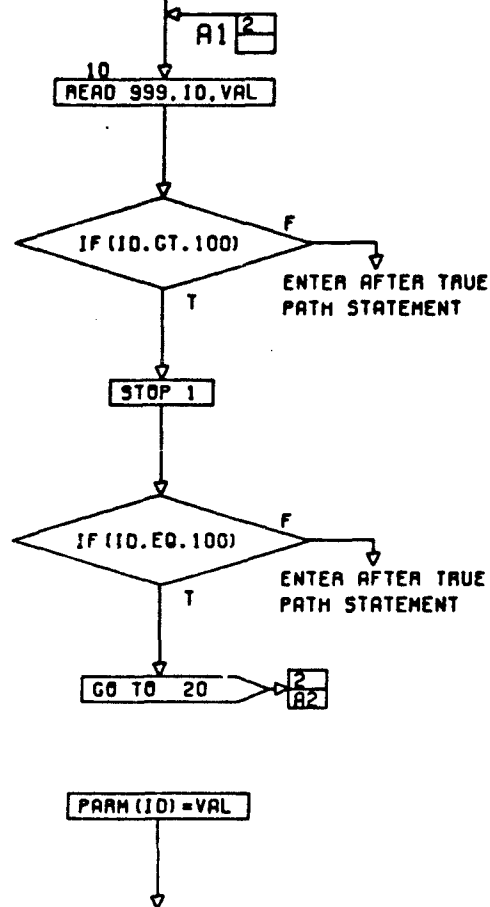 A1 2
10
READ 999,ID,VAL
IF(ID.GT.100)
F
ENTER AFTER TRUE
PATH STATEMENT
T
STOP 1
IF(ID.EQ.100)
F
ENTER AFTER TRUE
PATH STATEMENT
T
GO TO 20
2
A2
PARM(ID)=VAL